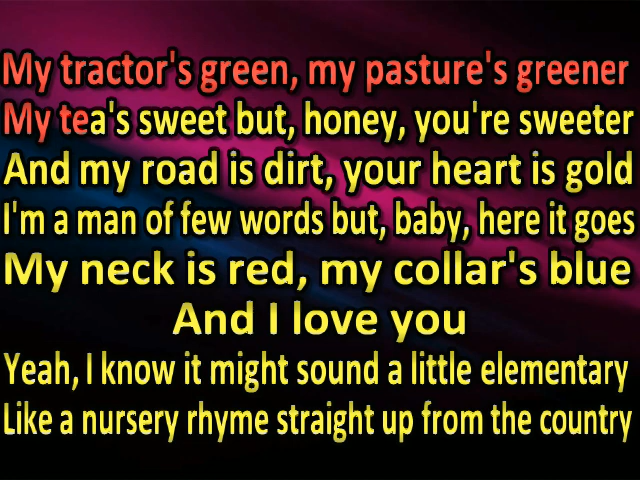 My tractor's green, my pasture's greener
My tea's sweet but, honey, you're sweeter
And my road is dirt, your heart is gold
I'm a man of few words but, baby, here it goes
My neck is red, my collar's blue
And I love you
Yeah, I know it might sound a little elementary
Like a nursery rhyme straight up from the country